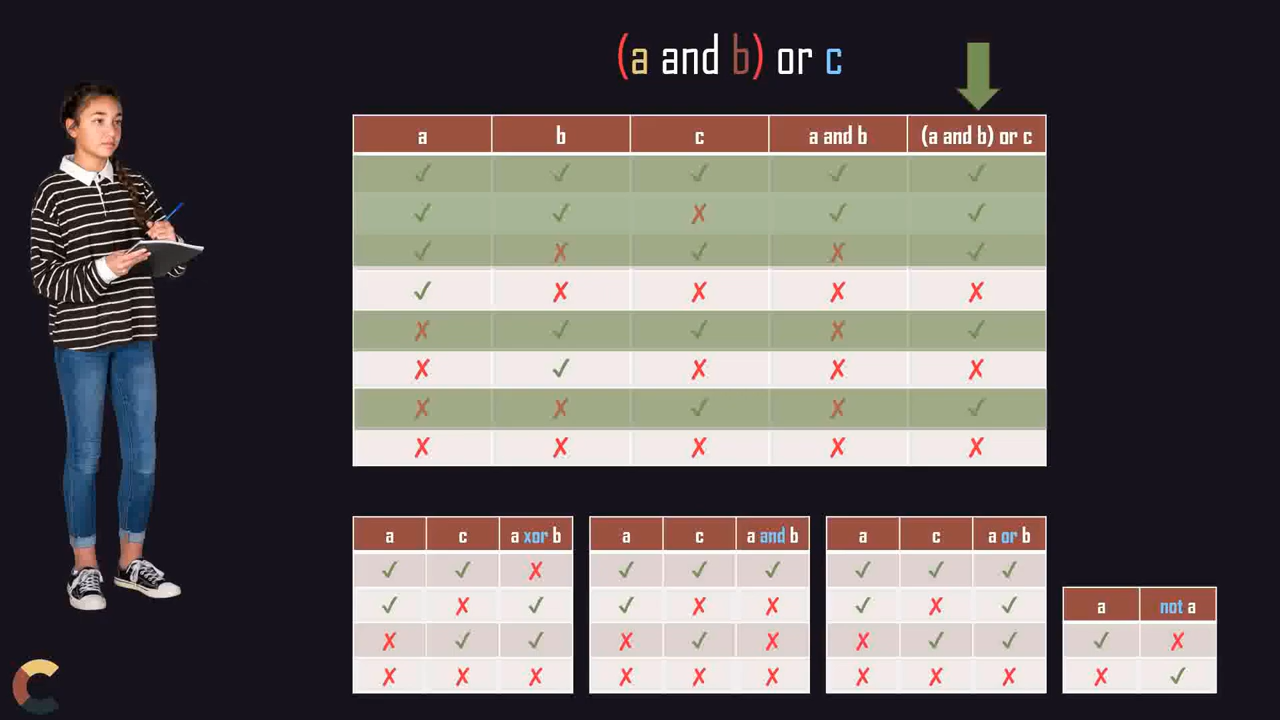 (a and b) or c
a b c a and b (a and b) or c
✓ ✓ ✓ ✓ ✓
✓ ✓ ✗ ✓ ✓
✓ ✗ ✓ ✗ ✓
✓ ✗ ✗ ✗ ✗
✗ ✓ ✓ ✗ ✓
✗ ✓ ✗ ✗ ✗
✗ ✗ ✓ ✗ ✓
✗ ✗ ✗ ✗ ✗
a c a xor b
✓ ✓ ✗
✓ ✗ ✓
✗ ✓ ✓
✗ ✗ ✗
a c a and b
✓ ✓ ✓
✓ ✗ ✗
✗ ✓ ✗
✗ ✗ ✗
a c a or b
✓ ✓ ✓
✓ ✗ ✓
✗ ✓ ✓
✗ ✗ ✗
a not a
✓ ✗
✗ ✓